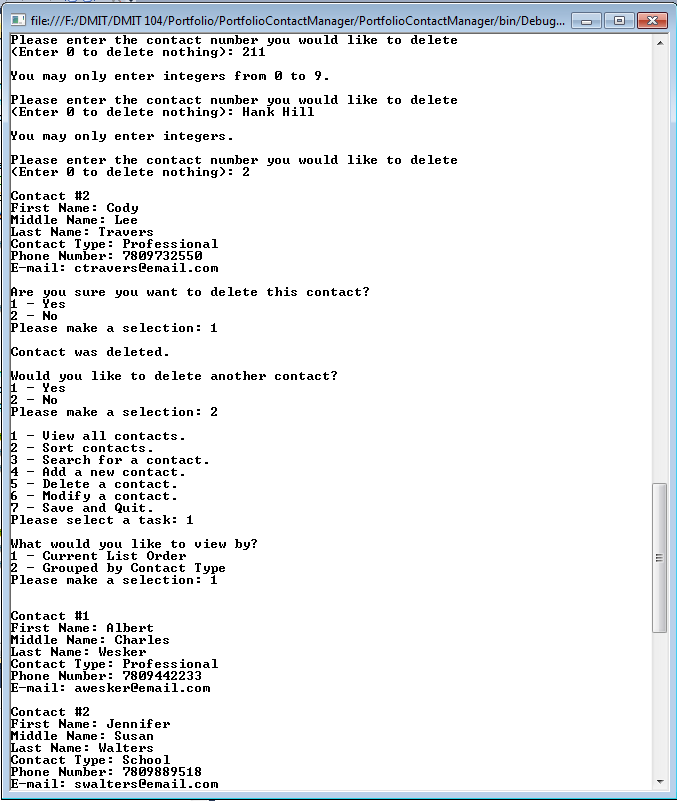 file:///F:/DMIT/DMIT 104/Portfolio/PortfolioContactManager/PortfolioContactManager/bin/Debug...
Please enter the contact number you would like to delete
(Enter 0 to delete nothing): 211
You may only enter integers from 0 to 9.
Please enter the contact number you would like to delete
(Enter 0 to delete nothing): Hank Hill
You may only enter integers.
Please enter the contact number you would like to delete
(Enter 0 to delete nothing): 2
Contact #2
First Name: Cody
Middle Name: Lee
Last Name: Travers
Contact Type: Professional
Phone Number: 7809732550
E-mail: ctravers@email.com
Are you sure you want to delete this contact?
1 - Yes
2 - No
Please make a selection: 1
Contact was deleted.
Would you like to delete another contact?
1 - Yes
2 - No
Please make a selection: 2
1 - View all contacts.
2 - Sort contacts.
3 - Search for a contact.
4 - Add a new contact.
5 - Delete a contact.
6 - Modify a contact.
7 - Save and Quit.
Please select a task: 1
What would you like to view by?
1 - Current List Order
2 - Grouped by Contact Type
Please make a selection: 1
Contact #1
First Name: Albert
Middle Name: Charles
Last Name: Wesker
Contact Type: Professional
Phone Number: 7809442233
E-mail: awesker@email.com
Contact #2
First Name: Jennifer
Middle Name: Susan
Last Name: Walters
Contact Type: School
Phone Number: 7809889518
E-mail: swalters@email.com